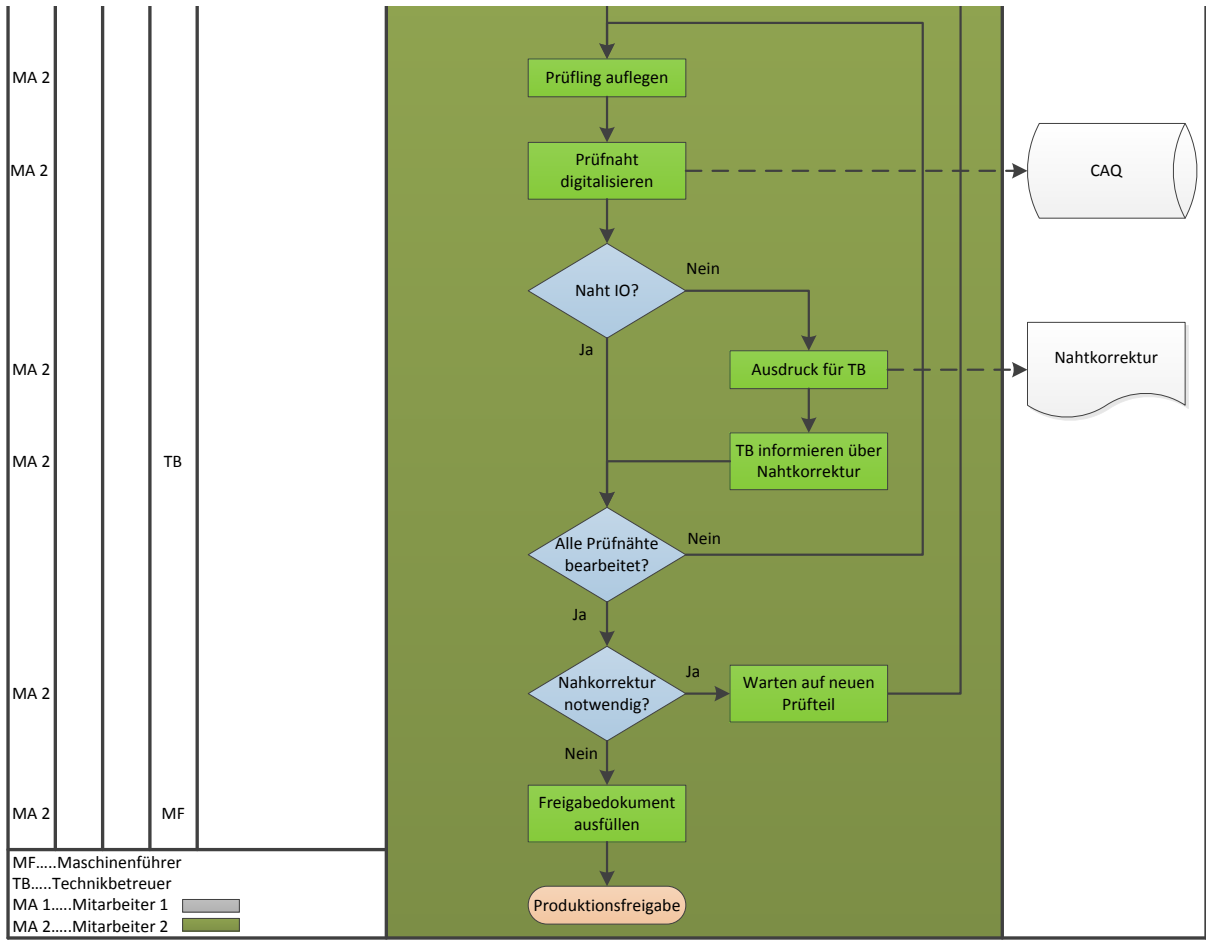 MA 2
Prüfling auflegen
MA 2
Prüfnaht
digitalisieren
CAQ
Naht IO?
Nein
Ja
MA 2
Ausdruck für TB
Nahtkorrektur
MA 2
TB
TB informieren über
Nahtkorrektur
Alle Prüfnähte
bearbeitet?
Nein
Ja
MA 2
Nahkorrektur
notwendig?
Ja
Warten auf neuen
Prüfteil
Nein
MA 2
MF
Freigabedokument
ausfüllen
Produktionsfreigabe
MF.....Maschinenführer
TB.....Technikbetreuer
MA 1.....Mitarbeiter 1
MA 2.....Mitarbeiter 2